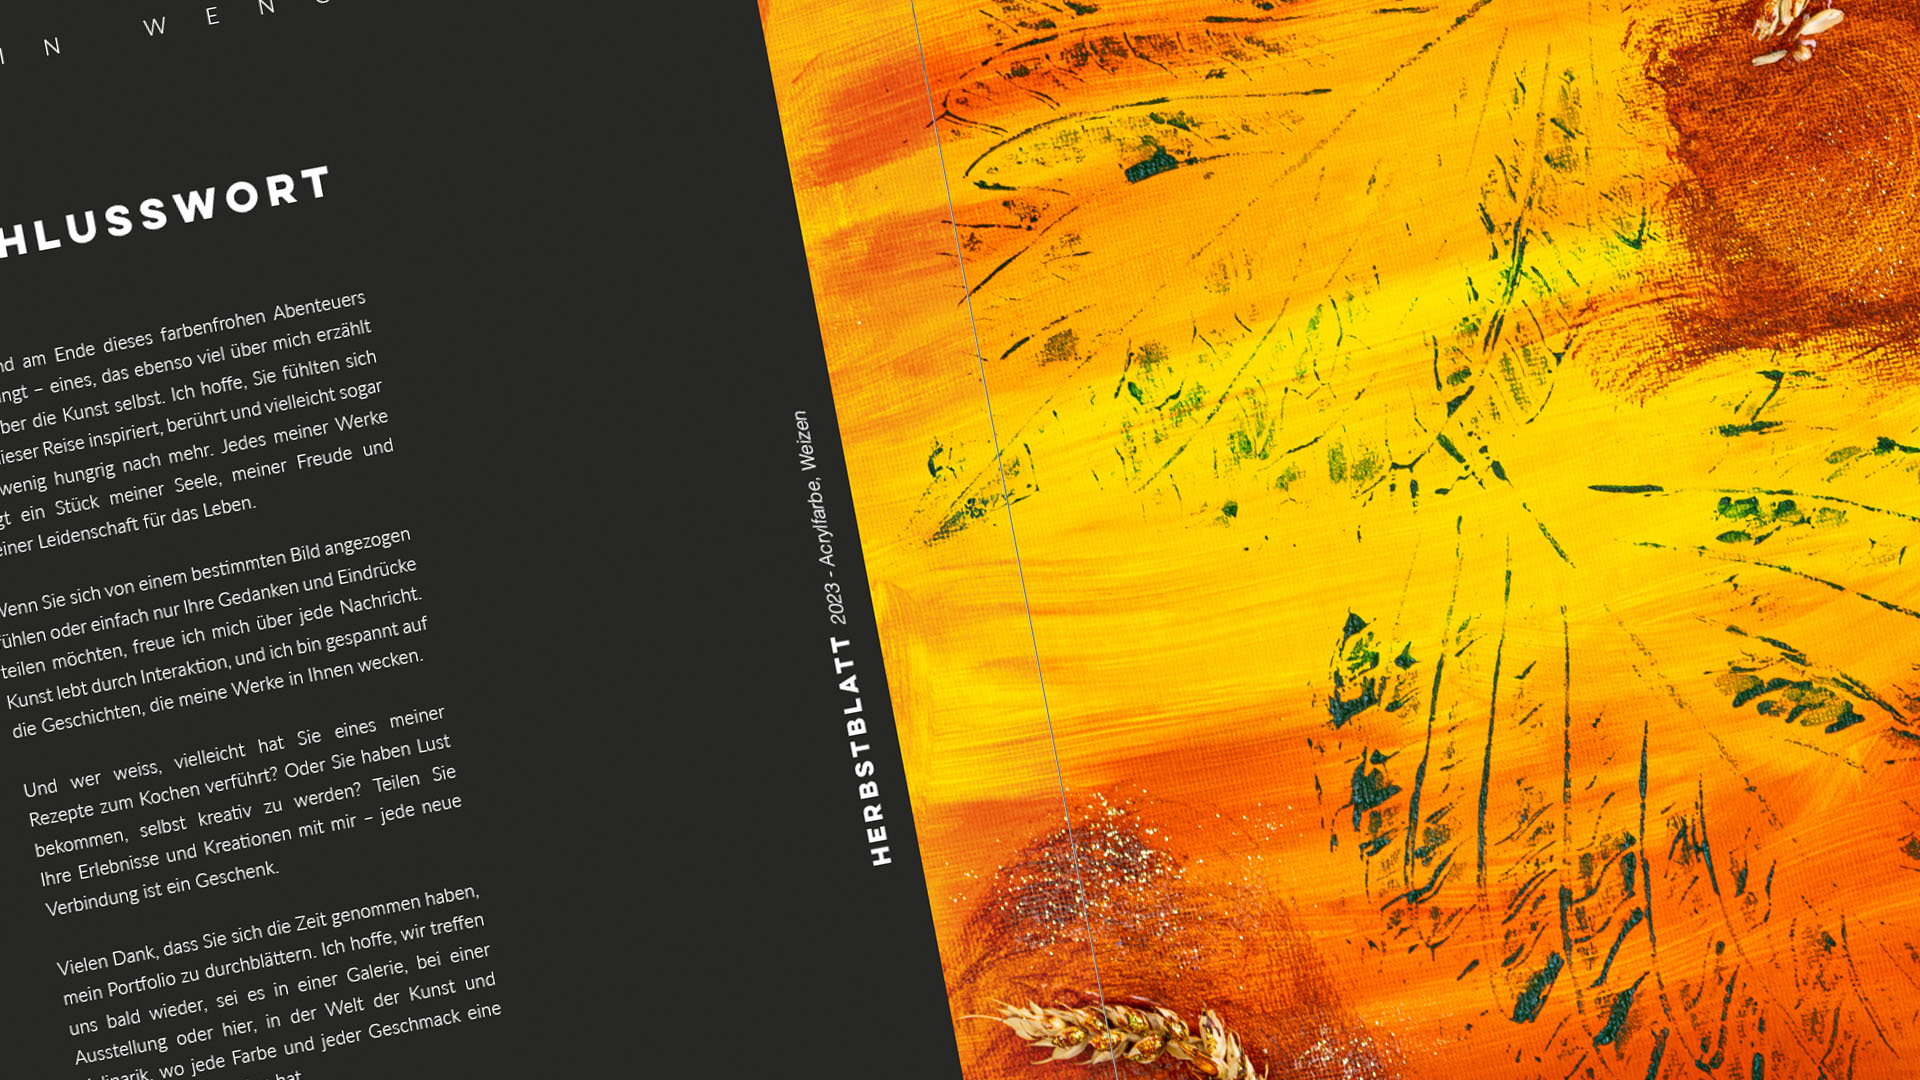 IN WEN
HLUSSWORT
nd am Ende dieses farbenfrohen Abenteuers
ngt – eines, das ebenso viel über mich erzählt
ber die Kunst selbst. Ich hoffe, Sie fühlten sich
ieser Reise inspiriert, berührt und vielleicht sogar
wenig hungrig nach mehr. Jedes meiner Werke
gt ein Stück meiner Seele, meiner Freude und
einer Leidenschaft für das Leben.
Wenn Sie sich von einem bestimmten Bild angezogen
fühlen oder einfach nur Ihre Gedanken und Eindrücke
teilen möchten, freue ich mich über jede Nachricht.
Kunst lebt durch Interaktion, und ich bin gespannt auf
die Geschichten, die meine Werke in Ihnen wecken.
Und wer weiss, vielleicht hat Sie eines meiner
Rezepte zum Kochen verführt? Oder Sie haben Lust
bekommen, selbst kreativ zu werden? Teilen Sie
Ihre Erlebnisse und Kreationen mit mir – jede neue
Verbindung ist ein Geschenk.
Vielen Dank, dass Sie sich die Zeit genommen haben,
mein Portfolio zu durchblättern. Ich hoffe, wir treffen
uns bald wieder, sei es in einer Galerie, bei einer
Ausstellung oder hier, in der Welt der Kunst und
linarik, wo jede Farbe und jeder Geschmack eine
hat.
HERBSTBLATT 2023 - Acrylfarbe, Weizen